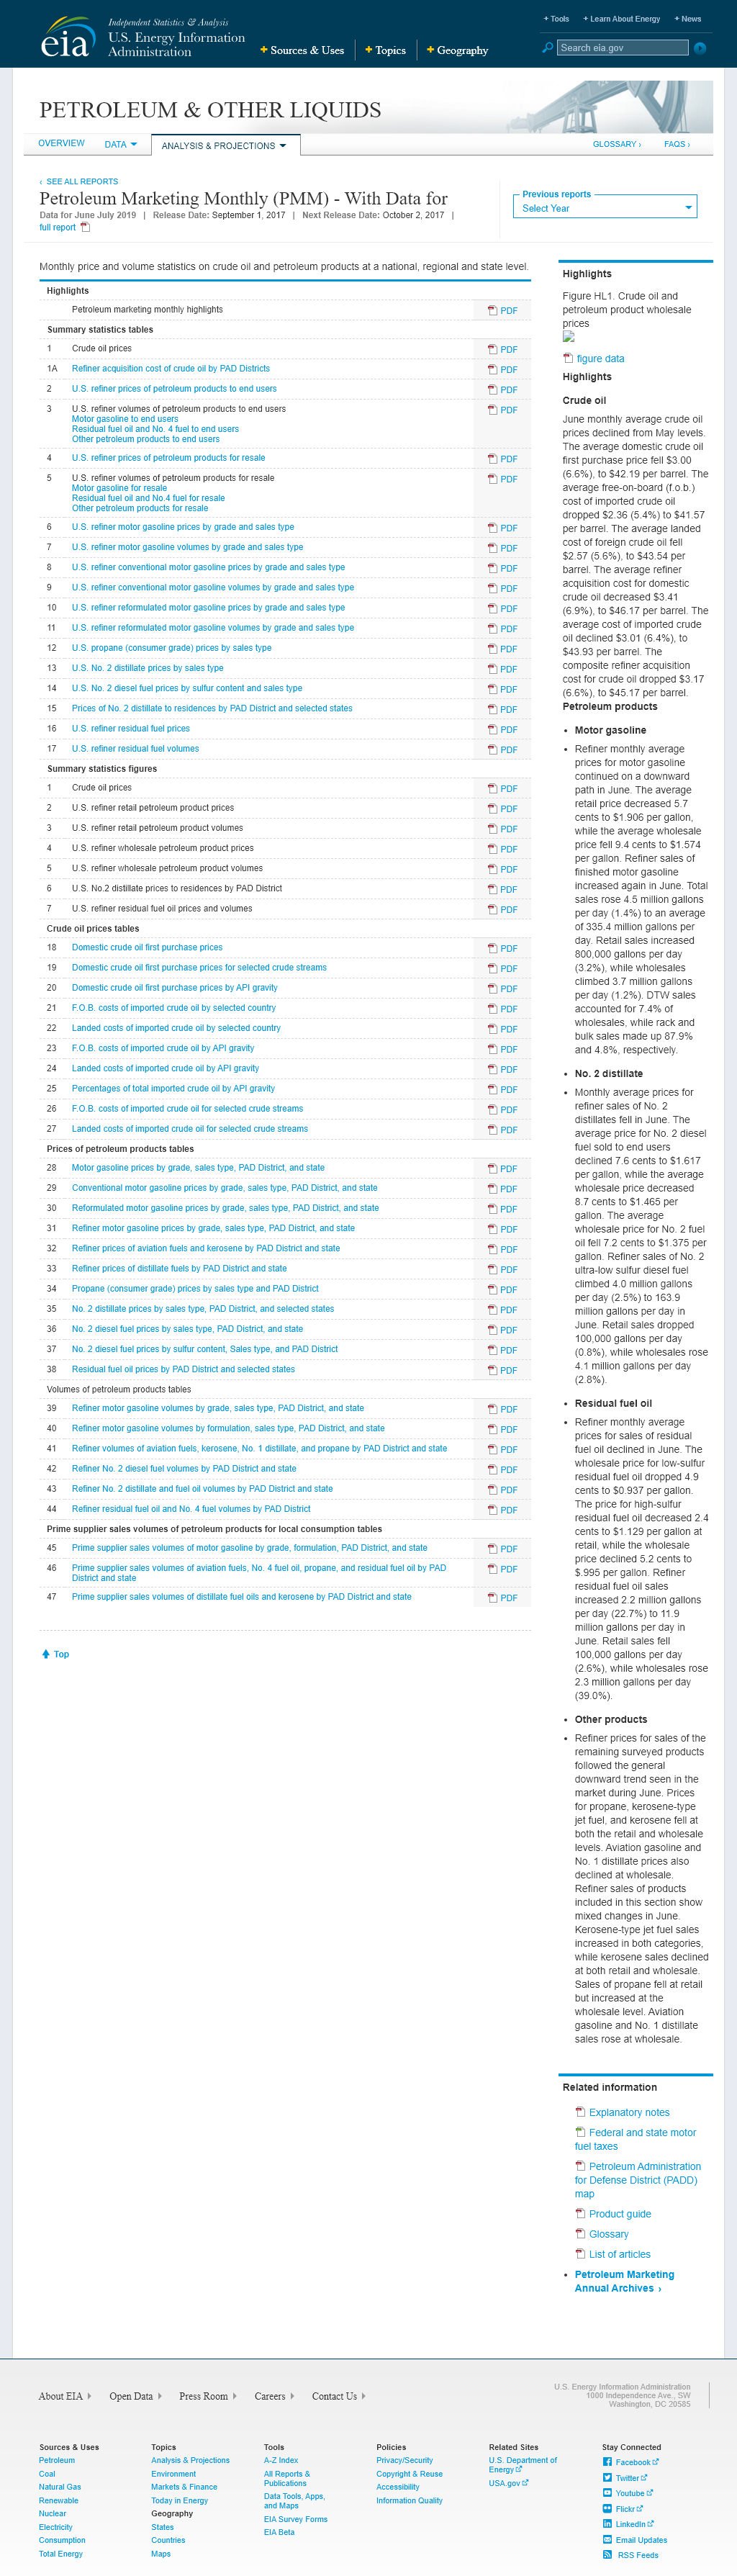 Independent Statistics & Analysis
eia
U.S. Energy Information
Administration
+ Sources & Uses
+ Topics
+ Geography
+ Tools
+ Learn About Energy
+ News
Search eia.gov
PETROLEUM & OTHER LIQUIDS
OVERVIEW
DATA
ANALYSIS & PROJECTIONS
GLOSSARY ›
FAQS ›
‹ SEE ALL REPORTS
Petroleum Marketing Monthly (PMM) - With Data for
Data for June July 2019 | Release Date: September 1, 2017 | Next Release Date: October 2, 2017 |
full report
Previous reports
Select Year
Monthly price and volume statistics on crude oil and petroleum products at a national, regional and state level.
Highlights
Petroleum marketing monthly highlights PDF
Summary statistics tables
1 Crude oil prices PDF
1A Refiner acquisition cost of crude oil by PAD Districts PDF
2 U.S. refiner prices of petroleum products to end users PDF
3 U.S. refiner volumes of petroleum products to end users PDF
Motor gasoline to end users
Residual fuel oil and No. 4 fuel to end users
Other petroleum products to end users
4 U.S. refiner prices of petroleum products for resale PDF
5 U.S. refiner volumes of petroleum products for resale PDF
Motor gasoline for resale
Residual fuel oil and No.4 fuel for resale
Other petroleum products for resale
6 U.S. refiner motor gasoline prices by grade and sales type PDF
7 U.S. refiner motor gasoline volumes by grade and sales type PDF
8 U.S. refiner conventional motor gasoline prices by grade and sales type PDF
9 U.S. refiner conventional motor gasoline volumes by grade and sales type PDF
10 U.S. refiner reformulated motor gasoline prices by grade and sales type PDF
11 U.S. refiner reformulated motor gasoline volumes by grade and sales type PDF
12 U.S. propane (consumer grade) prices by sales type PDF
13 U.S. No. 2 distillate prices by sales type PDF
14 U.S. No. 2 diesel fuel prices by sulfur content and sales type PDF
15 Prices of No. 2 distillate to residences by PAD District and selected states PDF
16 U.S. refiner residual fuel prices PDF
17 U.S. refiner residual fuel volumes PDF
Summary statistics figures
1 Crude oil prices PDF
2 U.S. refiner retail petroleum product prices PDF
3 U.S. refiner retail petroleum product volumes PDF
4 U.S. refiner wholesale petroleum product prices PDF
5 U.S. refiner wholesale petroleum product volumes PDF
6 U.S. No.2 distillate prices to residences by PAD District PDF
7 U.S. refiner residual fuel oil prices and volumes PDF
Crude oil prices tables
18 Domestic crude oil first purchase prices PDF
19 Domestic crude oil first purchase prices for selected crude streams PDF
20 Domestic crude oil first purchase prices by API gravity PDF
21 F.O.B. costs of imported crude oil by selected country PDF
22 Landed costs of imported crude oil by selected country PDF
23 F.O.B. costs of imported crude oil by API gravity PDF
24 Landed costs of imported crude oil by API gravity PDF
25 Percentages of total imported crude oil by API gravity PDF
26 F.O.B. costs of imported crude oil for selected crude streams PDF
27 Landed costs of imported crude oil for selected crude streams PDF
Prices of petroleum products tables
28 Motor gasoline prices by grade, sales type, PAD District, and state PDF
29 Conventional motor gasoline prices by grade, sales type, PAD District, and state PDF
30 Reformulated motor gasoline prices by grade, sales type, PAD District, and state PDF
31 Refiner motor gasoline prices by grade, sales type, PAD District, and state PDF
32 Refiner prices of aviation fuels and kerosene by PAD District and state PDF
33 Refiner prices of distillate fuels by PAD District and state PDF
34 Propane (consumer grade) prices by sales type and PAD District PDF
35 No. 2 distillate prices by sales type, PAD District, and selected states PDF
36 No. 2 diesel fuel prices by sales type, PAD District, and state PDF
37 No. 2 diesel fuel prices by sulfur content, Sales type, and PAD District PDF
38 Residual fuel oil prices by PAD District and selected states PDF
Volumes of petroleum products tables
39 Refiner motor gasoline volumes by grade, sales type, PAD District, and state PDF
40 Refiner motor gasoline volumes by formulation, sales type, PAD District, and state PDF
41 Refiner volumes of aviation fuels, kerosene, No. 1 distillate, and propane by PAD District and state PDF
42 Refiner No. 2 diesel fuel volumes by PAD District and state PDF
43 Refiner No. 2 distillate and fuel oil volumes by PAD District and state PDF
44 Refiner residual fuel oil and No. 4 fuel volumes by PAD District PDF
Prime supplier sales volumes of petroleum products for local consumption tables
45 Prime supplier sales volumes of motor gasoline by grade, formulation, PAD District, and state PDF
46 Prime supplier sales volumes of aviation fuels, No. 4 fuel oil, propane, and residual fuel oil by PAD PDF
District and state
47 Prime supplier sales volumes of distillate fuel oils and kerosene by PAD District and state PDF
Top
Highlights
Figure HL1. Crude oil and
petroleum product wholesale
prices
figure data
Highlights
Crude oil
June monthly average crude oil
prices declined from May levels.
The average domestic crude oil
first purchase price fell $3.00
(6.6%), to $42.19 per barrel. The
average free-on-board (f.o.b.)
cost of imported crude oil
dropped $2.36 (5.4%) to $41.57
per barrel. The average landed
cost of foreign crude oil fell
$2.57 (5.6%), to $43.54 per
barrel. The average refiner
acquisition cost for domestic
crude oil decreased $3.41
(6.9%), to $46.17 per barrel. The
average cost of imported crude
oil declined $3.01 (6.4%), to
$43.93 per barrel. The
composite refiner acquisition
cost for crude oil dropped $3.17
(6.6%), to $45.17 per barrel.
Petroleum products
• Motor gasoline
• Refiner monthly average
prices for motor gasoline
continued on a downward
path in June. The average
retail price decreased 5.7
cents to $1.906 per gallon,
while the average wholesale
price fell 9.4 cents to $1.574
per gallon. Refiner sales of
finished motor gasoline
increased again in June. Total
sales rose 4.5 million gallons
per day (1.4%) to an average
of 335.4 million gallons per
day. Retail sales increased
800,000 gallons per day
(3.2%), while wholesales
climbed 3.7 million gallons
per day (1.2%). DTW sales
accounted for 7.4% of
wholesales, while rack and
bulk sales made up 87.9%
and 4.8%, respectively.
• No. 2 distillate
• Monthly average prices for
refiner sales of No. 2
distillates fell in June. The
average price for No. 2 diesel
fuel sold to end users
declined 7.6 cents to $1.617
per gallon, while the average
wholesale price decreased
8.7 cents to $1.465 per
gallon. The average
wholesale price for No. 2 fuel
oil fell 7.2 cents to $1.375 per
gallon. Refiner sales of No. 2
ultra-low sulfur diesel fuel
climbed 4.0 million gallons
per day (2.5%) to 163.9
million gallons per day in
June. Retail sales dropped
100,000 gallons per day
(0.8%), while wholesales rose
4.1 million gallons per day
(2.8%).
• Residual fuel oil
• Refiner monthly average
prices for sales of residual
fuel oil declined in June. The
wholesale price for low-sulfur
residual fuel oil dropped 4.9
cents to $0.937 per gallon.
The price for high-sulfur
residual fuel oil decreased 2.4
cents to $1.129 per gallon at
retail, while the wholesale
price declined 5.2 cents to
$.995 per gallon. Refiner
residual fuel oil sales
increased 2.2 million gallons
per day (22.7%) to 11.9
million gallons per day in
June. Retail sales fell
100,000 gallons per day
(2.6%), while wholesales rose
2.3 million gallons per day
(39.0%).
• Other products
• Refiner prices for sales of the
remaining surveyed products
followed the general
downward trend seen in the
market during June. Prices
for propane, kerosene-type
jet fuel, and kerosene fell at
both the retail and wholesale
levels. Aviation gasoline and
No. 1 distillate prices also
declined at wholesale.
Refiner sales of products
included in this section show
mixed changes in June.
Kerosene-type jet fuel sales
increased in both categories,
while kerosene sales declined
at both retail and wholesale.
Sales of propane fell at retail
but increased at the
wholesale level. Aviation
gasoline and No. 1 distillate
sales rose at wholesale.
Related information
Explanatory notes
Federal and state motor
fuel taxes
Petroleum Administration
for Defense District (PADD)
map
Product guide
Glossary
List of articles
• Petroleum Marketing
Annual Archives ›
About EIA
Open Data
Press Room
Careers
Contact Us
U.S. Energy Information Administration
1000 Independence Ave., SW
Washington, DC 20585
Sources & Uses
Petroleum
Coal
Natural Gas
Renewable
Nuclear
Electricity
Consumption
Total Energy
Topics
Analysis & Projections
Environment
Markets & Finance
Today in Energy
Geography
States
Countries
Maps
Tools
A-Z Index
All Reports &
Publications
Data Tools, Apps,
and Maps
EIA Survey Forms
EIA Beta
Policies
Privacy/Security
Copyright & Reuse
Accessibility
Information Quality
Related Sites
U.S. Department of
Energy
USA.gov
Stay Connected
Facebook
Twitter
Youtube
Flickr
LinkedIn
Email Updates
RSS Feeds